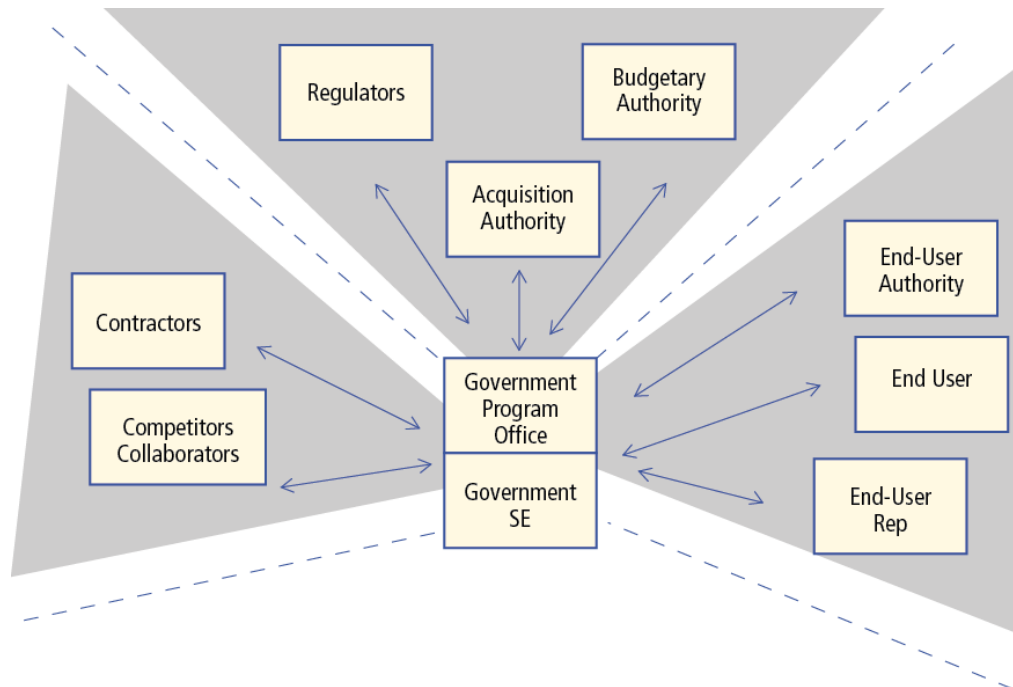 Regulators
Budgetary
Authority
Acquisition
Authority
End-User
Authority
Contractors
End User
Government
Program
Office
Competitors
Collaborators
Government
SE
End-User
Rep